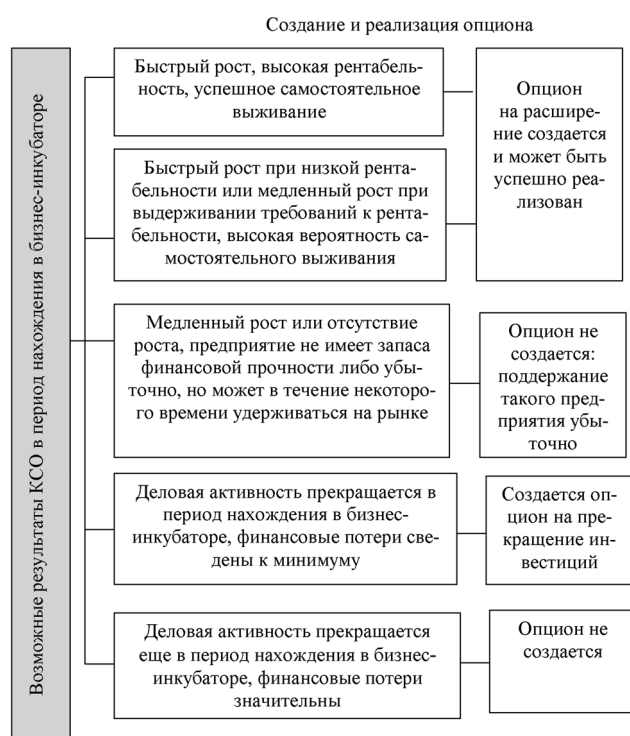 Создание и реализация опциона
Возможные результаты КСО в период нахождения в бизнес-инкубаторе
Быстрый рост, высокая рентабель-
ность, успешное самостоятельное
выживание
Опцион
на расшире-
ние создается
и может быть
успешно реа-
лизован
Быстрый рост при низкой рента-
бельности или медленный рост при
выдерживании требований к рента-
бельности, высокая вероятность са-
мостоятельного выживания
Медленный рост или отсутствие
роста, предприятие не имеет запаса
финансовой прочности либо убы-
точно, но может в течение некоторо-
го времени удерживаться на рынке
Опцион не
создается:
поддержание
такого пред-
приятия убы-
точно
Деловая активность прекращается в
период нахождения в бизнес-
инкубаторе, финансовые потери све-
дены к минимуму
Создается оп-
цион на пре-
кращение ин-
вестиций
Деловая активность прекращается
еще в период нахождения в бизнес-
инкубаторе, финансовые потери
значительны
Опцион не
создается